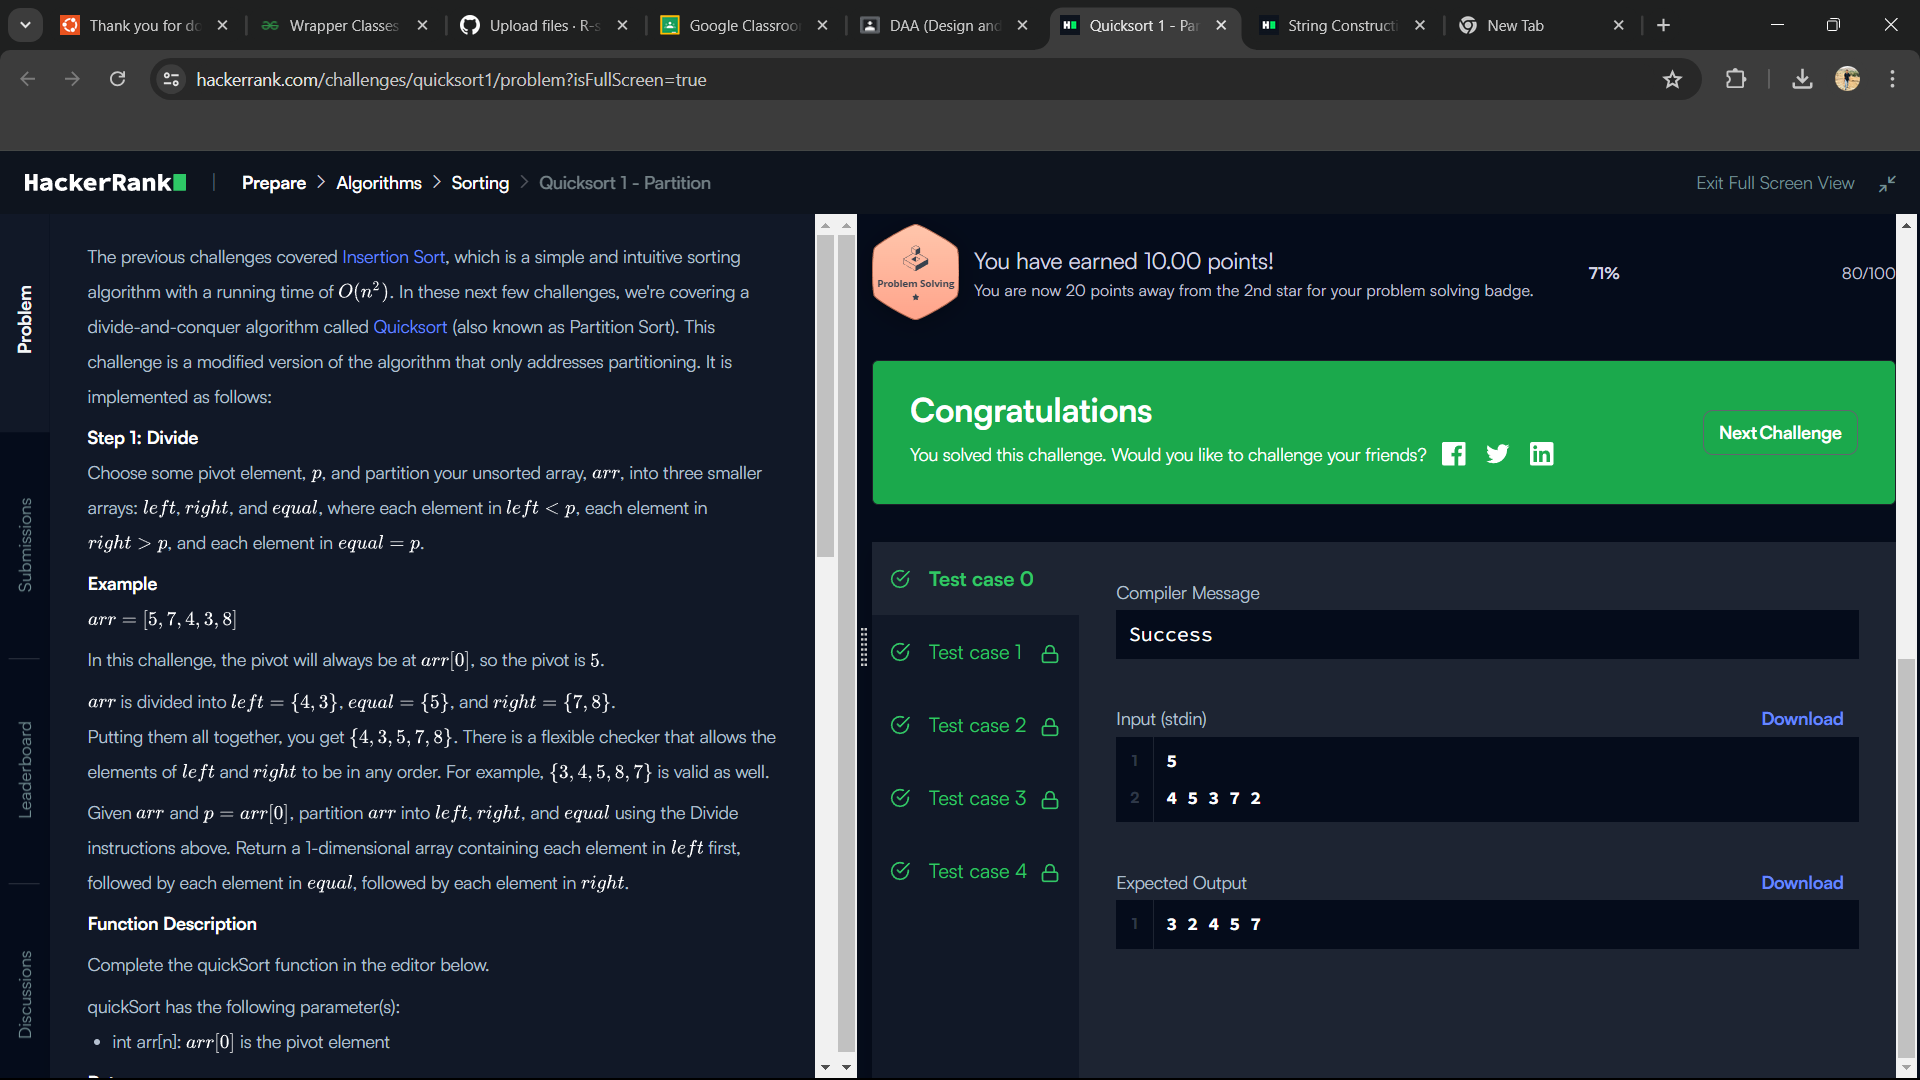 Thank you for do
Wrapper Classes
Upload files · R-s
Google Classroo
DAA (Design and
Quicksort 1 - Par
String Constructi
New Tab
hackerrank.com/challenges/quicksort1/problem?isFullScreen=true
HackerRank
Prepare > Algorithms > Sorting > Quicksort 1 - Partition
Exit Full Screen View
Problem
Submissions
Leaderboard
Discussions
The previous challenges covered Insertion Sort, which is a simple and intuitive sorting
algorithm with a running time of O(n²). In these next few challenges, we're covering a
divide-and-conquer algorithm called Quicksort (also known as Partition Sort). This
challenge is a modified version of the algorithm that only addresses partitioning. It is
implemented as follows:
Step 1: Divide
Choose some pivot element, p, and partition your unsorted array, arr, into three smaller
arrays: left, right, and equal, where each element in left < p, each element in
right > p, and each element in equal = p.
Example
arr = [5, 7, 4, 3, 8]
In this challenge, the pivot will always be at arr[0], so the pivot is 5.
arr is divided into left = {4, 3}, equal = {5}, and right = {7, 8}.
Putting them all together, you get {4, 3, 5, 7, 8}. There is a flexible checker that allows the
elements of left and right to be in any order. For example, {3, 4, 5, 8, 7} is valid as well.
Given arr and p = arr[0], partition arr into left, right, and equal using the Divide
instructions above. Return a 1-dimensional array containing each element in left first,
followed by each element in equal, followed by each element in right.
Function Description
Complete the quickSort function in the editor below.
quickSort has the following parameter(s):
• int arr[n]: arr[0] is the pivot element
Problem Solving
You have earned 10.00 points!
You are now 20 points away from the 2nd star for your problem solving badge.
71%
80/100
Congratulations
You solved this challenge. Would you like to challenge your friends?
Next Challenge
Test case 0
Test case 1
Test case 2
Test case 3
Test case 4
Compiler Message
Success
Input (stdin)
Download
1 5
2 4 5 3 7 2
Expected Output
Download
1 3 2 4 5 7